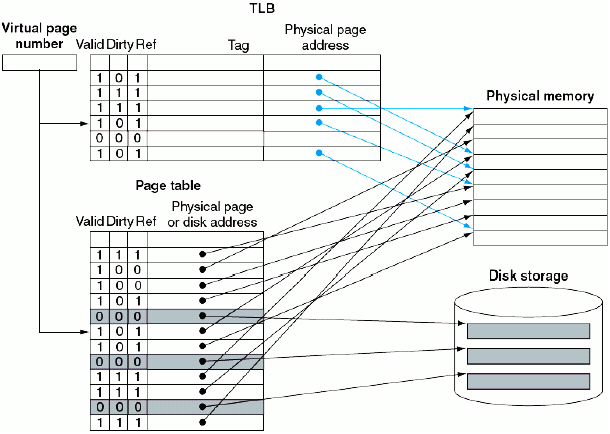 TLB
Virtual page
number
Valid Dirty Ref
Tag
Physical page
address
1 0 1
1 1 1
1 1 1
1 0 1
0 0 0
1 0 1
Physical memory
Page table
Valid Dirty Ref
Physical page
or disk address
1 1 1
1 0 0
1 0 0
1 0 1
0 0 0
1 0 1
1 0 1
0 0 0
1 1 1
1 1 1
0 0 0
1 1 1
Disk storage